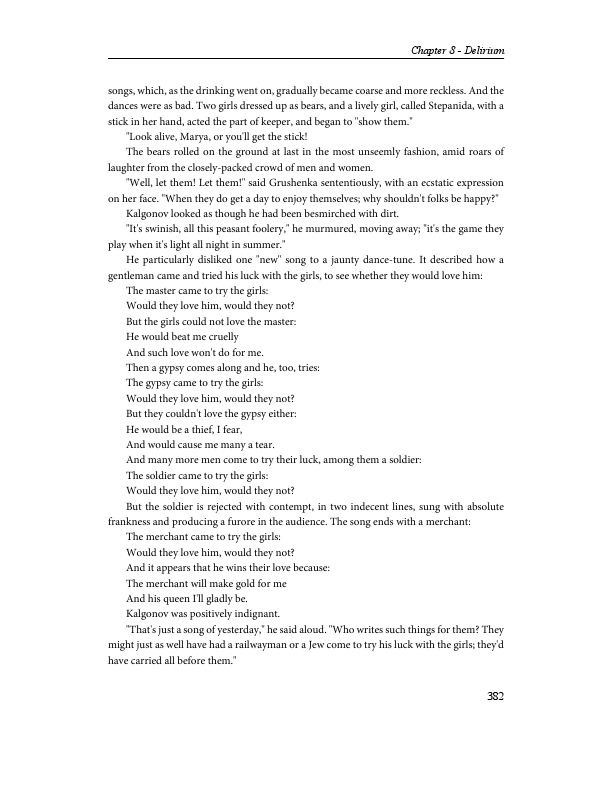 Chapter 8 - Delirium
songs, which, as the drinking went on, gradually became coarse and more reckless. And the
dances were as bad. Two girls dressed up as bears, and a lively girl, called Stepanida, with a
stick in her hand, acted the part of keeper, and began to "show them."
"Look alive, Marya, or you'll get the stick!
The bears rolled on the ground at last in the most unseemly fashion, amid roars of
laughter from the closely-packed crowd of men and women.
"Well, let them! Let them!" said Grushenka sententiously, with an ecstatic expression
on her face. "When they do get a day to enjoy themselves; why shouldn't folks be happy?"
Kalgonov looked as though he had been besmirched with dirt.
"It's swinish, all this peasant foolery," he murmured, moving away; "it's the game they
play when it's light all night in summer."
He particularly disliked one "new" song to a jaunty dance-tune. It described how a
gentleman came and tried his luck with the girls, to see whether they would love him:
The master came to try the girls:
Would they love him, would they not?
But the girls could not love the master:
He would beat me cruelly
And such love won't do for me.
Then a gypsy comes along and he, too, tries:
The gypsy came to try the girls:
Would they love him, would they not?
But they couldn't love the gypsy either:
He would be a thief, I fear,
And would cause me many a tear.
And many more men come to try their luck, among them a soldier:
The soldier came to try the girls:
Would they love him, would they not?
But the soldier is rejected with contempt, in two indecent lines, sung with absolute
frankness and producing a furore in the audience. The song ends with a merchant:
The merchant came to try the girls:
Would they love him, would they not?
And it appears that he wins their love because:
The merchant will make gold for me
And his queen I'll gladly be.
Kalgonov was positively indignant.
"That's just a song of yesterday," he said aloud. "Who writes such things for them? They
might just as well have had a railwayman or a Jew come to try his luck with the girls; they'd
have carried all before them."
382